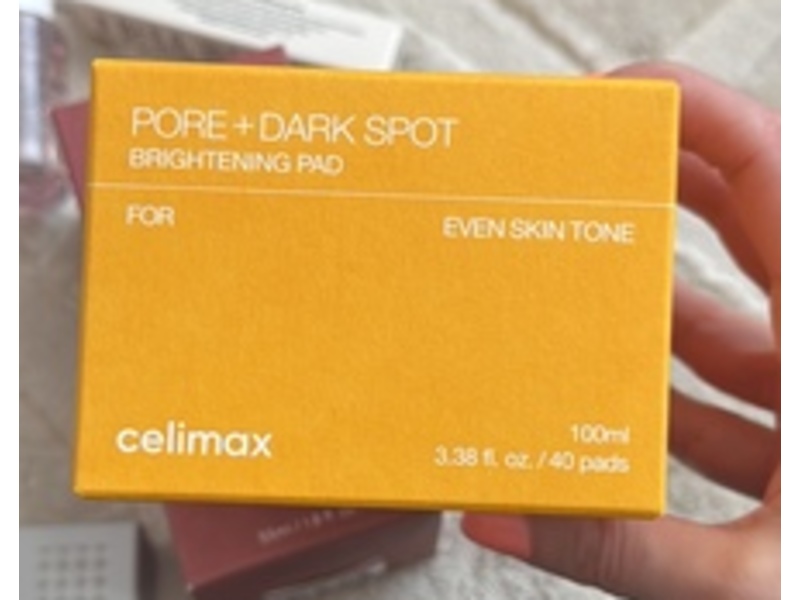 PORE + DARK SPOT
BRIGHTENING PAD
FOR
EVEN SKIN TONE
celimax
100ml
3.38 fl. oz. / 40 pads